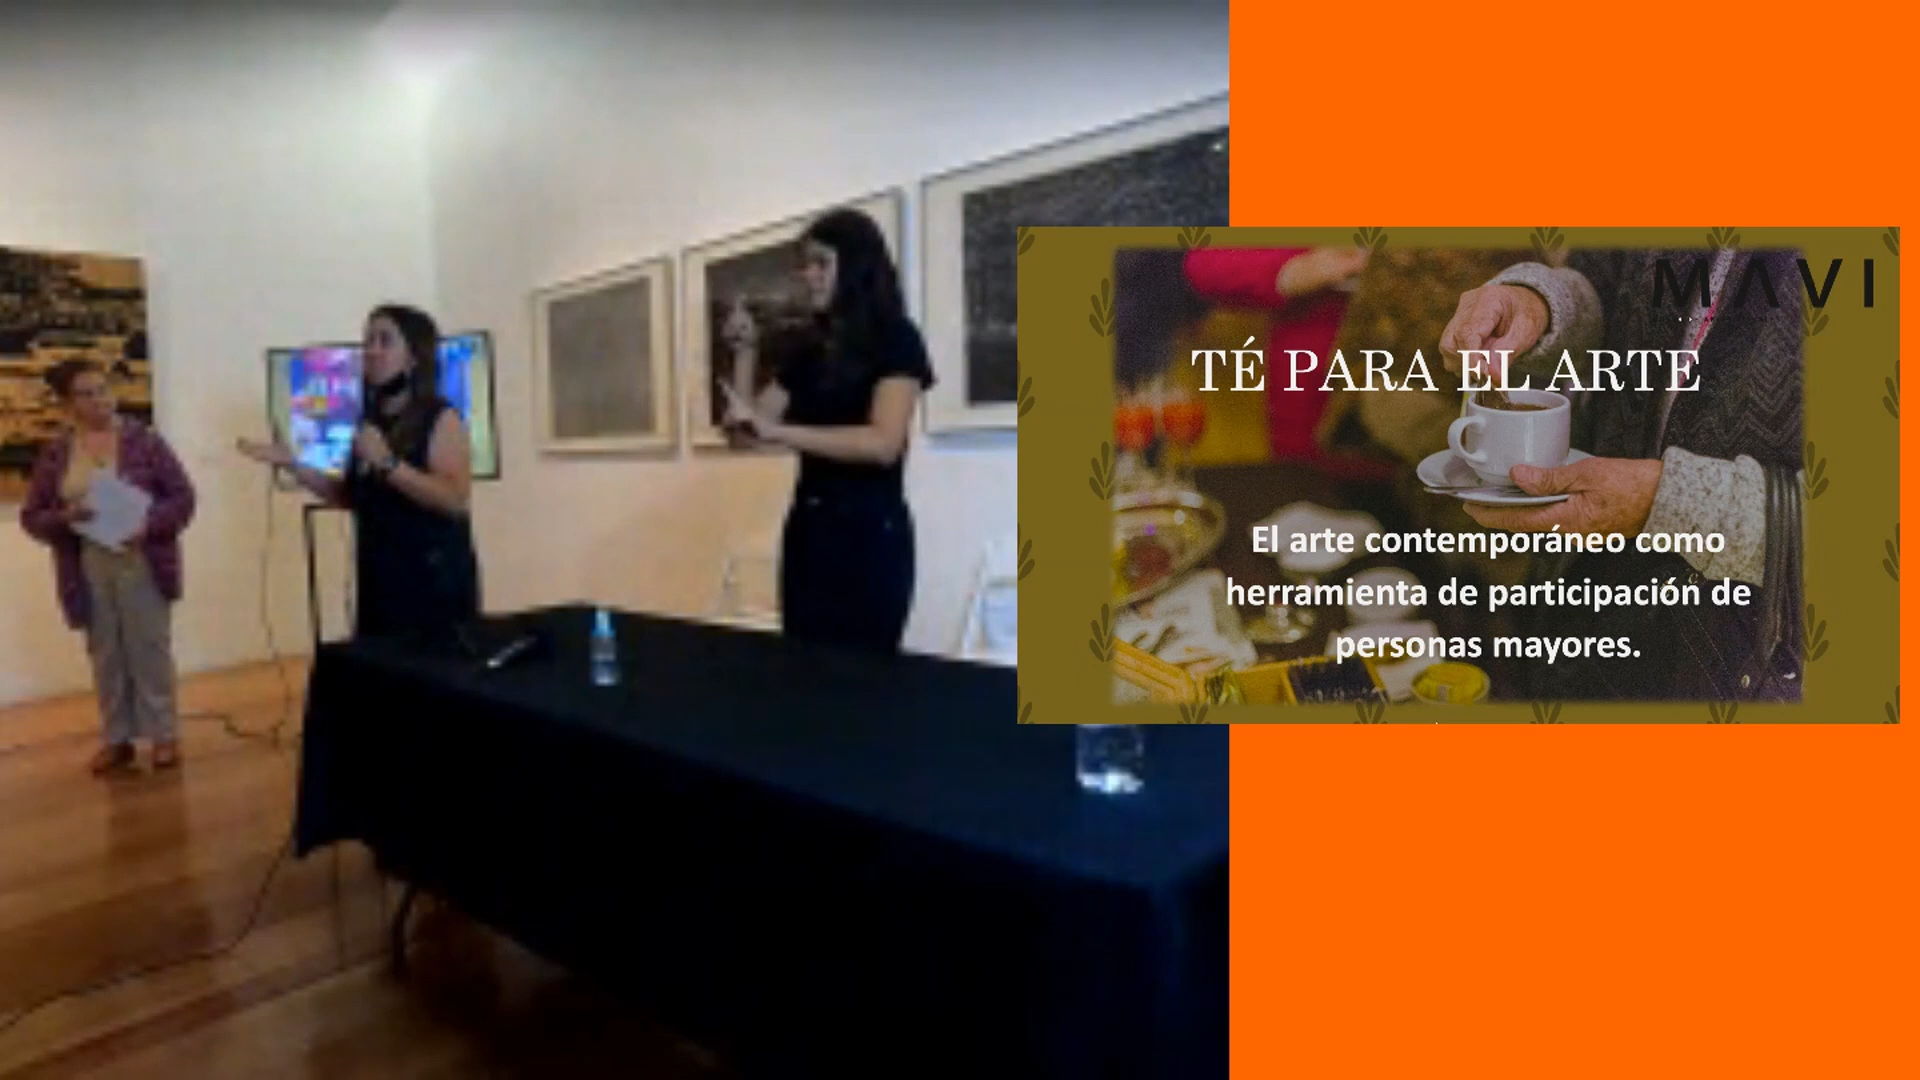 MAVI
TÉ PARA EL ARTE
El arte contemporáneo como
herramienta de participación de
personas mayores.